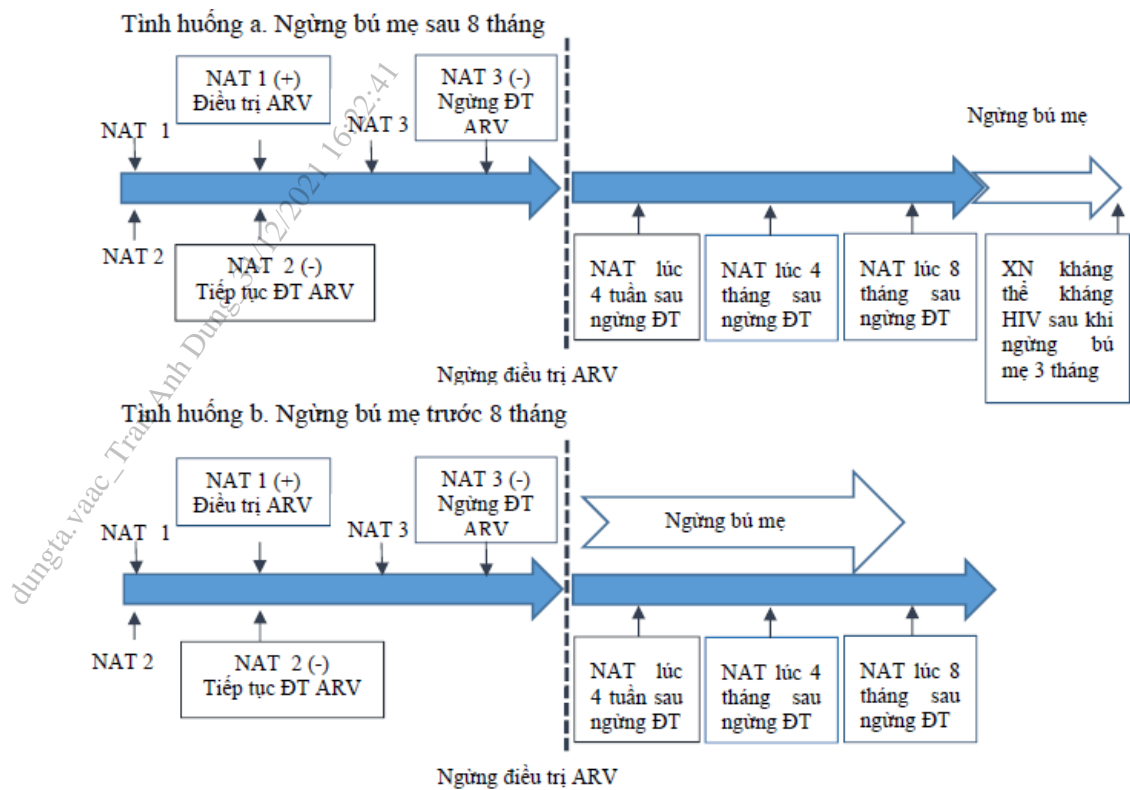 Tình huống a. Ngừng bú mẹ sau 8 tháng
NAT 1
NAT 1 (+)
Điều trị ARV
NAT 3
NAT 3 (-)
Ngừng ĐT
ARV
Ngừng bú mẹ
NAT 2
NAT 2 (-)
Tiếp tục ĐT ARV
NAT lúc
4 tuần sau
ngừng ĐT
NAT lúc 4
tháng sau
ngừng ĐT
NAT lúc 8
tháng sau
ngừng ĐT
XN kháng
thể kháng
HIV sau khi
ngừng bú
mẹ 3 tháng
Ngừng điều trị ARV
Tình huống b. Ngừng bú mẹ trước 8 tháng
NAT 1
NAT 1 (+)
Điều trị ARV
NAT 3
NAT 3 (-)
Ngừng ĐT
ARV
Ngừng bú mẹ
NAT 2
NAT 2 (-)
Tiếp tục ĐT ARV
NAT lúc
4 tuần sau
ngừng ĐT
NAT lúc 4
tháng sau
ngừng ĐT
NAT lúc 8
tháng sau
ngừng ĐT
Ngừng điều trị ARV